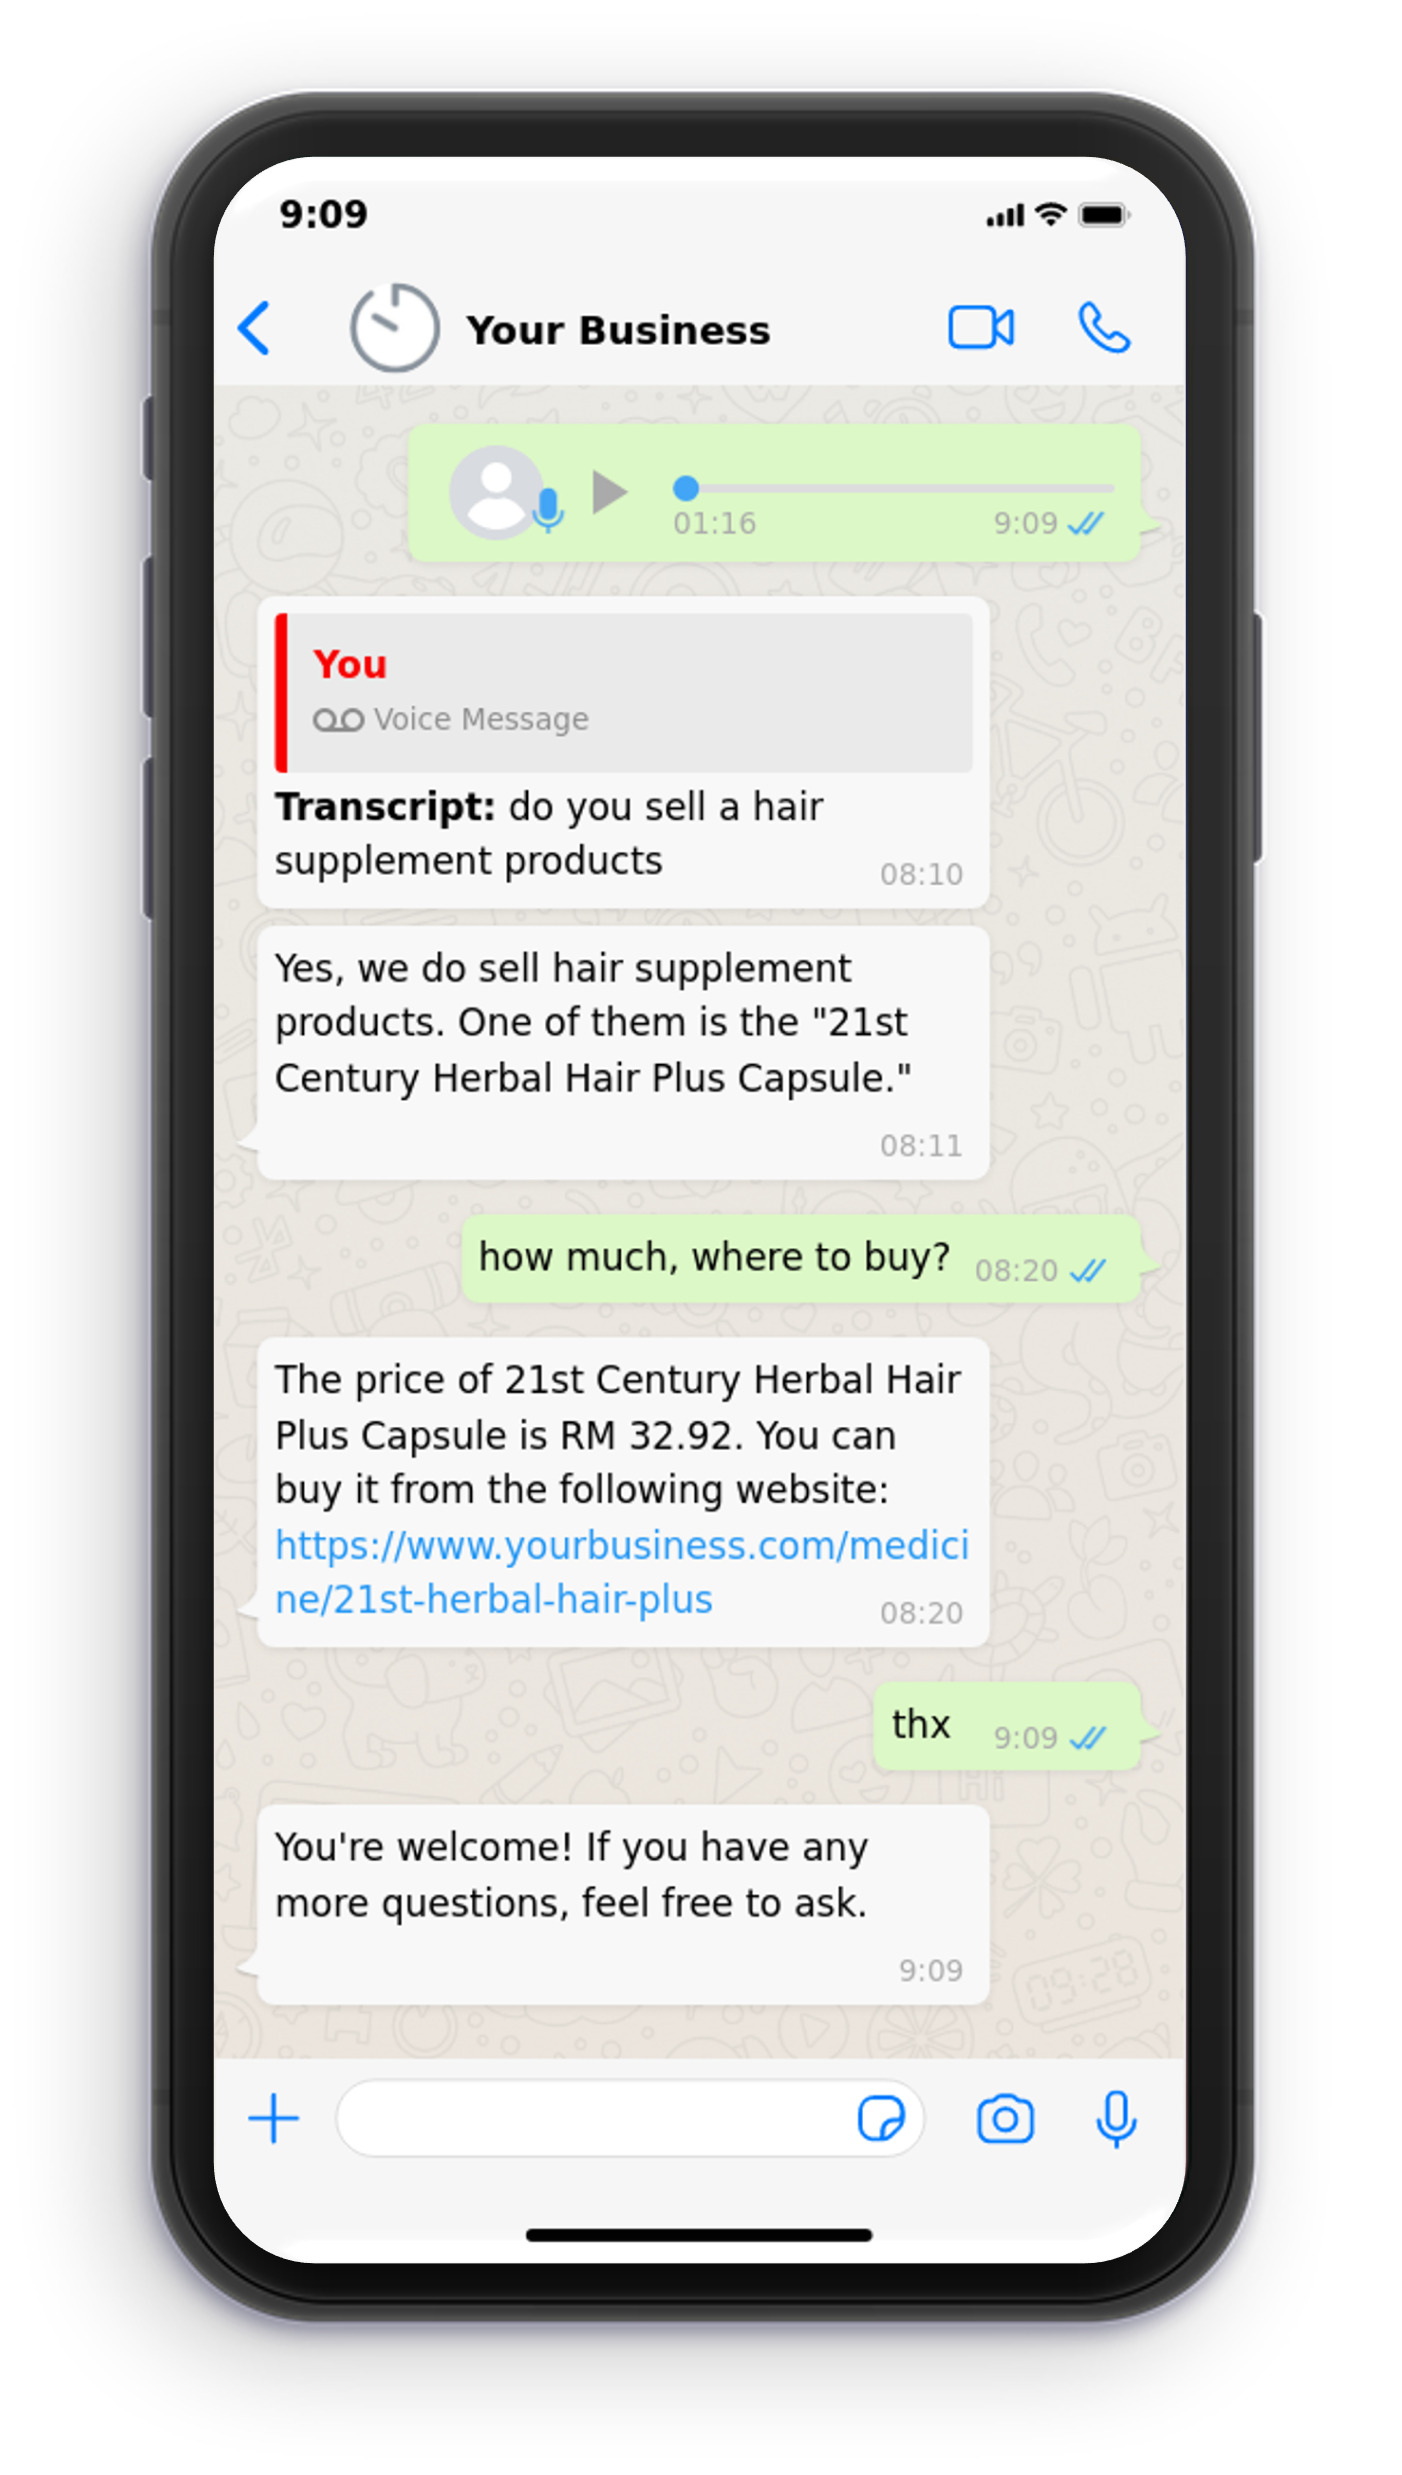 9:09
Your Business
01:16
9:09
You
Voice Message
Transcript: do you sell a hair
supplement products
08:10
Yes, we do sell hair supplement
products. One of them is the "21st
Century Herbal Hair Plus Capsule."
08:11
how much, where to buy? 08:20
The price of 21st Century Herbal Hair
Plus Capsule is RM 32.92. You can
buy it from the following website:
https://www.yourbusiness.com/medici
ne/21st-herbal-hair-plus
08:20
thx 9:09
Hi
You're welcome! If you have any
more questions, feel free to ask.
9:09
09:28